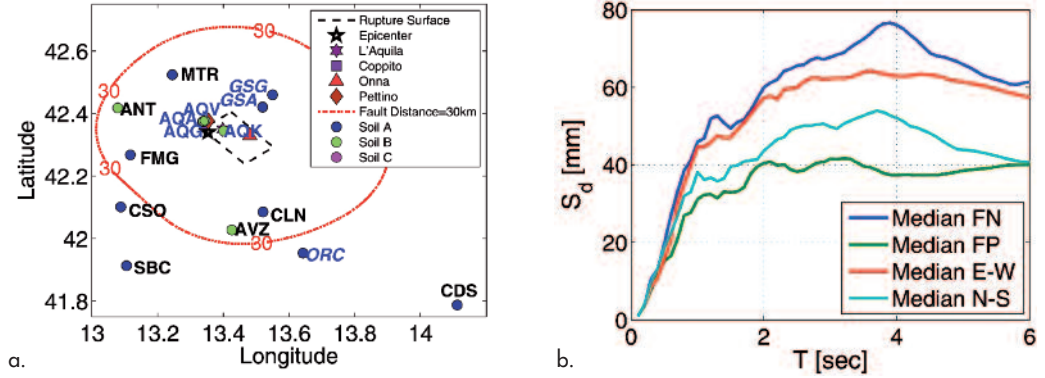 42.6
42.4
42.2
42
41.8
Latitude
13
13.2
13.4
13.6
13.8
14
Longitude
30
30
30
30
30
MTR
GSG
GSA
ANT
AQV
AQA
AQG
AQK
FMG
CSO
CLN
AVZ
ORC
SBC
CDS
Rupture Surface
Epicenter
L'Aquila
Coppito
Onna
Pettino
Fault Distance=30km
Soil A
Soil B
Soil C
a.
80
60
40
20
0
S_d [mm]
0
2
4
6
T [sec]
Median FN
Median FP
Median E-W
Median N-S
b.